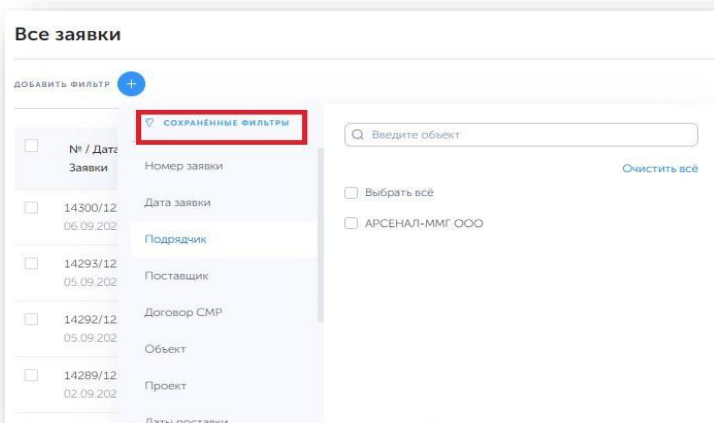 Все заявки
ДОБАВИТЬ ФИЛЬТР +
СОХРАНЁННЫЕ ФИЛЬТРЫ
Номер заявки
Дата заявки
Подрядчик
Поставщик
Договор СМР
Объект
Проект
Даты поставки
Введите объект
Очистить всё
Выбрать всё
АРСЕНАЛ-ММГ ООО
№ / Дата
Заявки
14300/12
06.09.202
14293/12
05.09.202
14292/12
05.09.202
14289/12
02.09.202